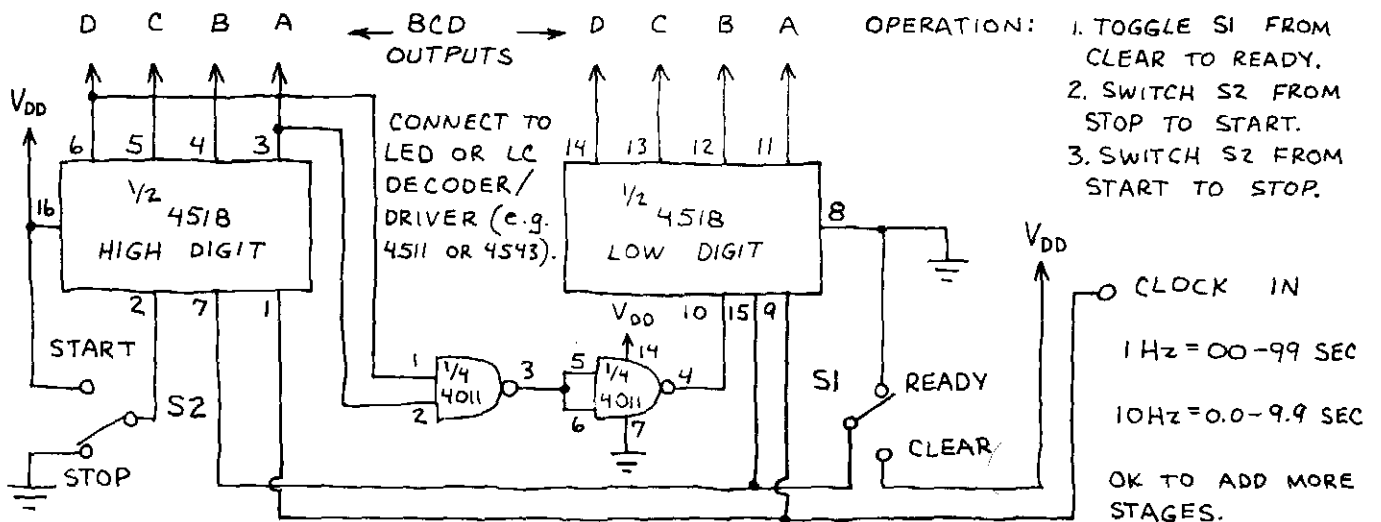 D C B A
BCD
OUTPUTS
D C B A
OPERATION:
1. TOGGLE S1 FROM
CLEAR TO READY.
2. SWITCH S2 FROM
STOP TO START.
3. SWITCH S2 FROM
START TO STOP.
VDD
6 5 4 3
16
1/2
4518
HIGH DIGIT
2 7 1
CONNECT TO
LED OR LC
DECODER/
DRIVER (e.g.
4511 OR 4543).
14 13 12 11
1/2
4518
LOW DIGIT
8
10 15 9
VDD
START
S2
STOP
1
2
1/4
4011
3
VDD
14
5
6
1/4
4011
4
7
S1
READY
CLEAR
CLOCK IN
1 Hz = 00-99 SEC
10 Hz = 0.0-9.9 SEC
OK TO ADD MORE
STAGES.